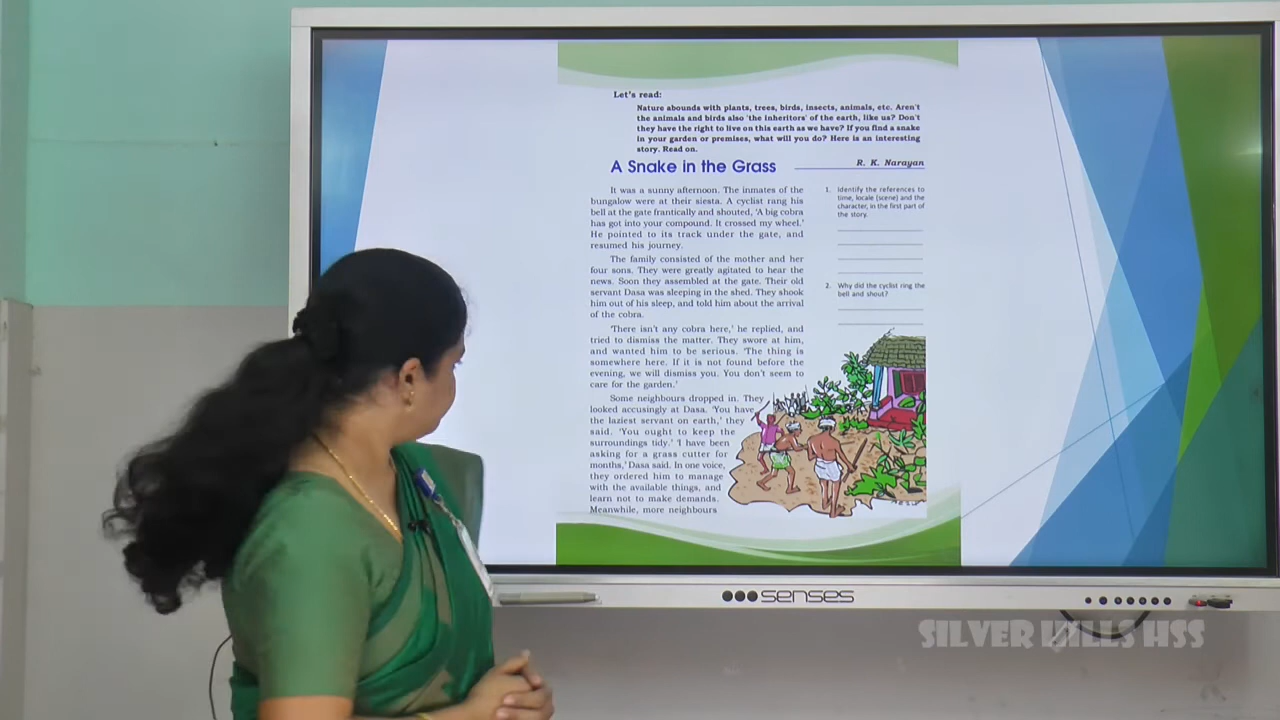 Let's read:
Nature abounds with plants, trees, birds, insects, animals, etc. Aren't
the animals and birds also 'the inheritors' of the earth, like us? Don't
they have the right to live on this earth as we have? If you find a snake
in your garden or premises, what will you do? Here is an interesting
story. Read on.
A Snake in the Grass
R. K. Narayan
It was a sunny afternoon. The inmates of the
bungalow were at their siesta. A cyclist rang his
bell at the gate frantically and shouted, 'A big cobra
has got into your compound. It crossed my wheel.'
He pointed to its track under the gate, and
resumed his journey.
The family consisted of the mother and her
four sons. They were greatly agitated to hear the
news. Soon they assembled at the gate. Their old
servant Dasa was sleeping in the shed. They shook
him out of his sleep, and told him about the arrival
of the cobra.
'There isn't any cobra here,' he replied, and
tried to dismiss the matter. They swore at him,
and wanted him to be serious. 'The thing is
somewhere here. If it is not found before the
evening, we will dismiss you. You don't seem to
care for the garden.'
Some neighbours dropped in. They
looked accusingly at Dasa. 'You have
the laziest servant on earth,' they
said. 'You ought to keep the
surroundings tidy.' 'I have been
asking for a grass cutter for
months,' Dasa said. In one voice,
they ordered him to manage
with the available things, and
learn not to make demands.
Meanwhile, more neighbours
1. Identify the references to
time, locale (scene) and the
character, in the first part of
the story.
2. Why did the cyclist ring the
bell and shout?
senses
SILVER HILLS HSS